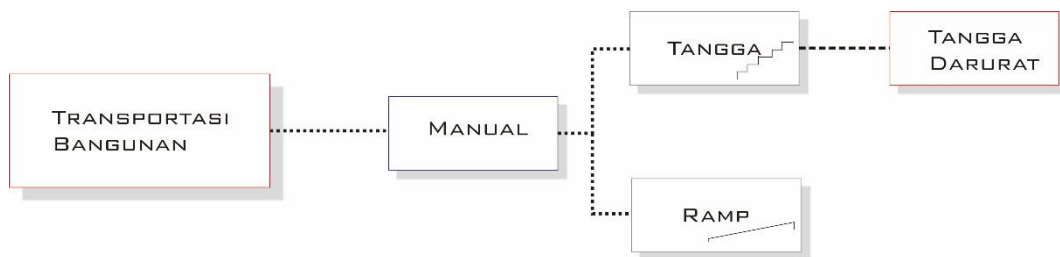 TRANSPORTASI
BANGUNAN
MANUAL
TANGGA
TANGGA
DARURAT
RAMP